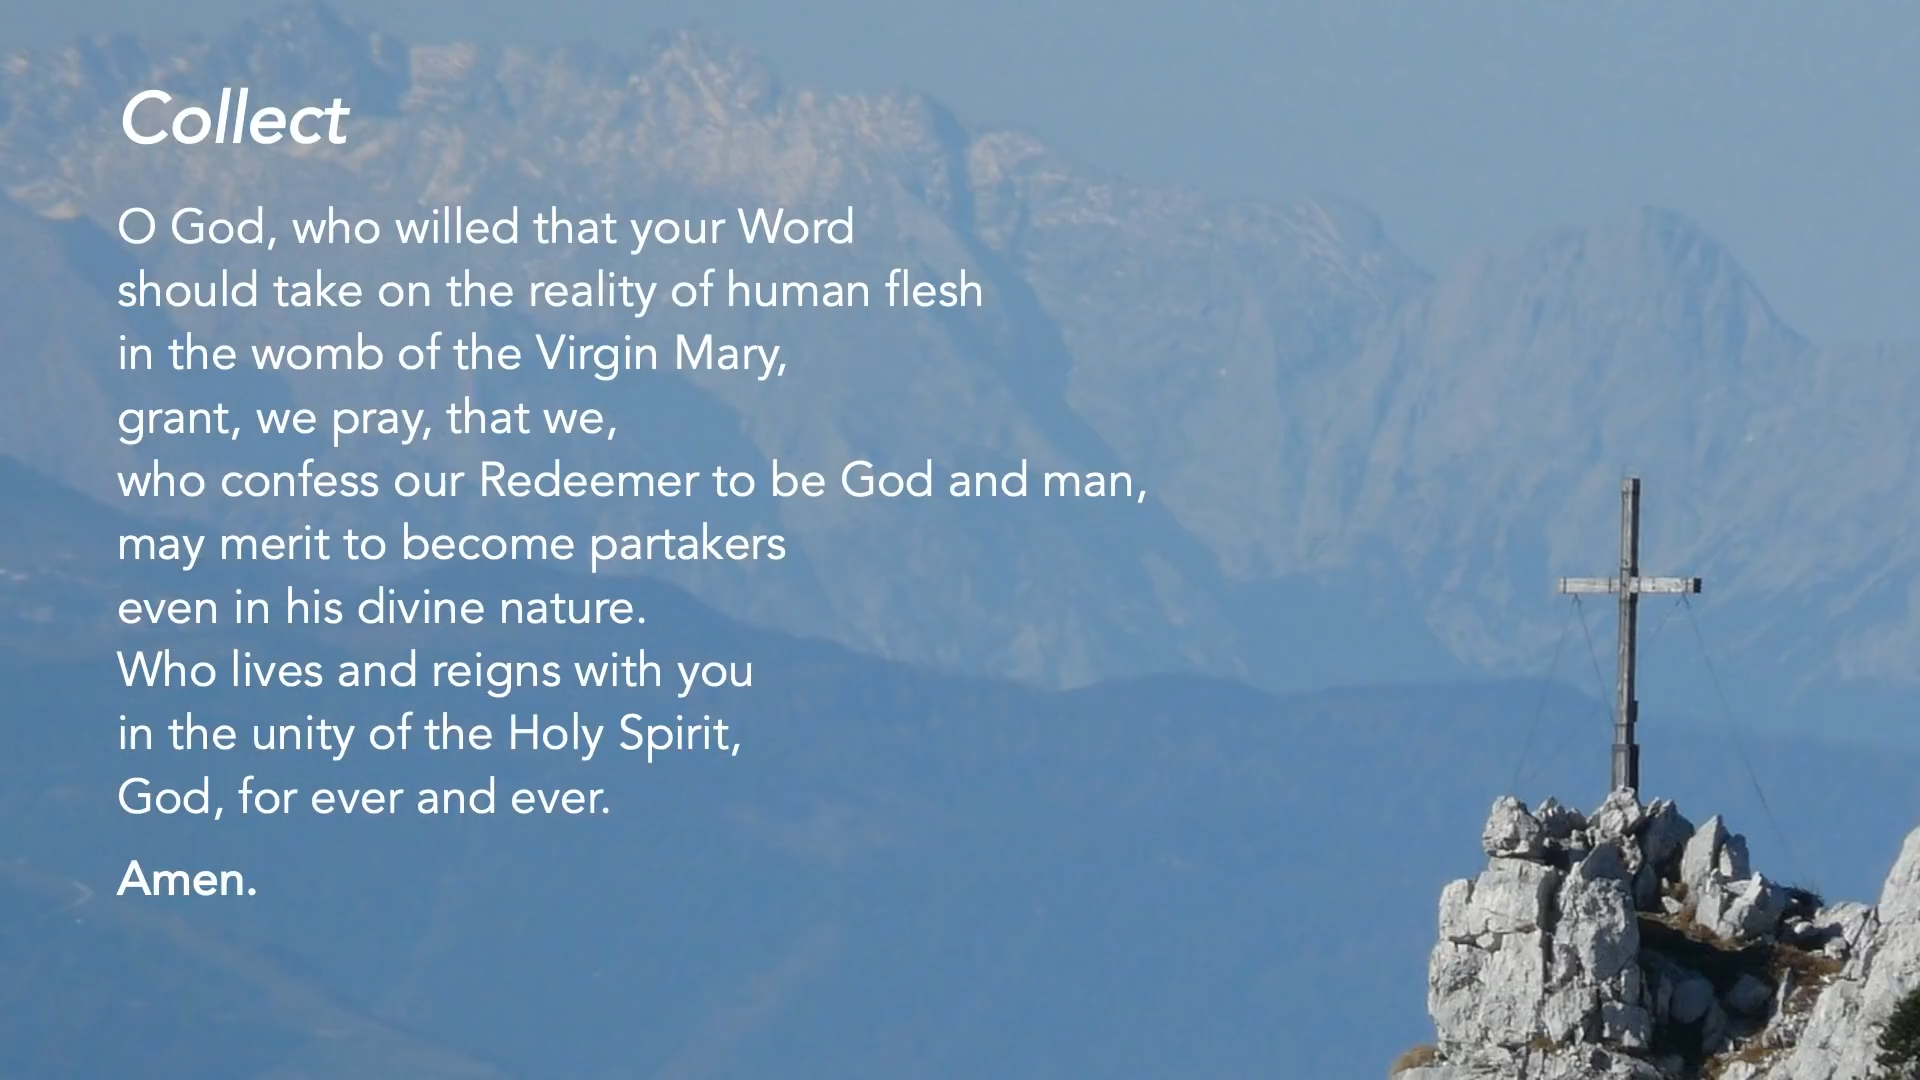 Collect
O God, who willed that your Word
should take on the reality of human flesh
in the womb of the Virgin Mary,
grant, we pray, that we,
who confess our Redeemer to be God and man,
may merit to become partakers
even in his divine nature.
Who lives and reigns with you
in the unity of the Holy Spirit,
God, for ever and ever.
Amen.